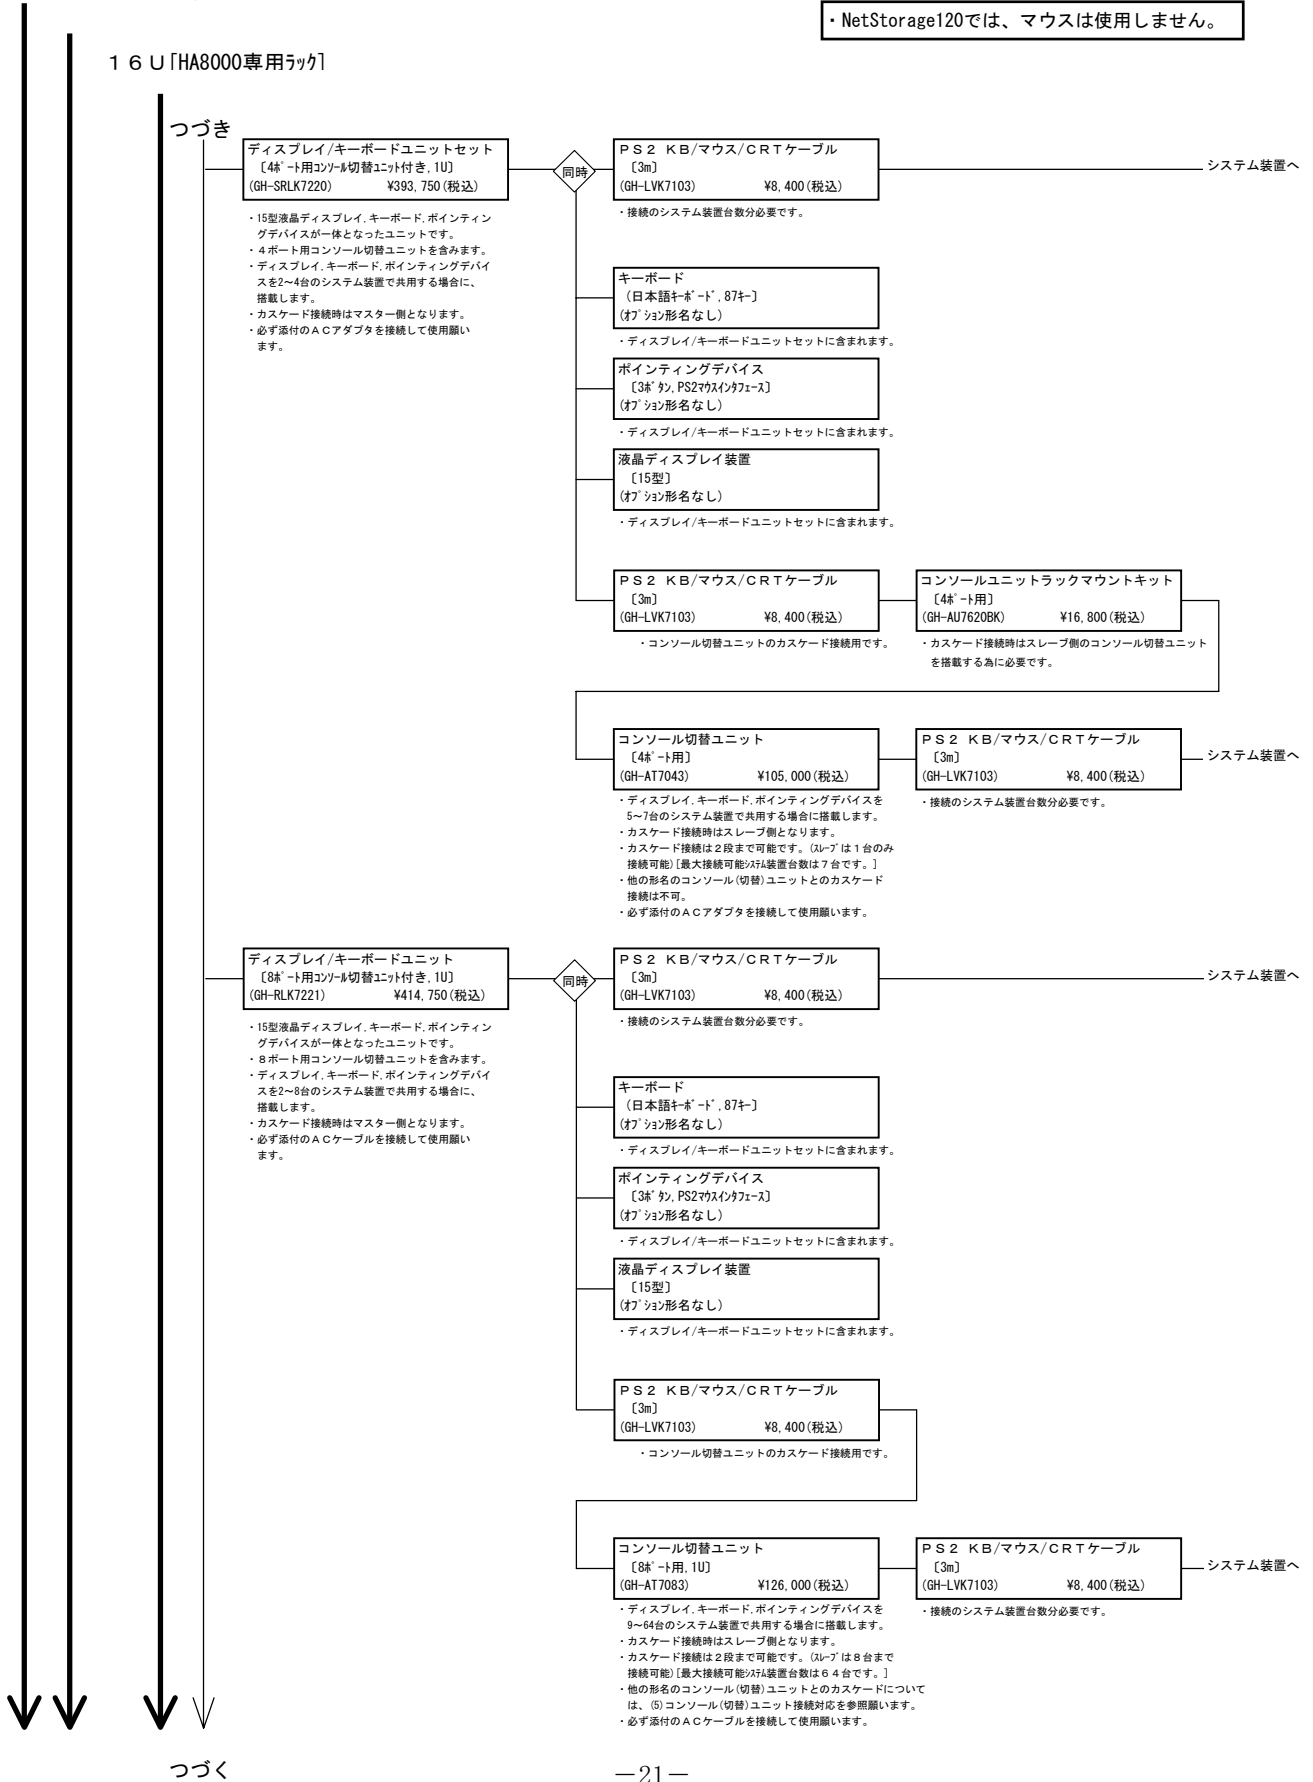 ・NetStorage120では、マウスは使用しません。
１６Ｕ[HA8000専用ﾗｯｸ]
つづき
ディスプレイ/キーボードユニットセット
〔4ﾎﾟｰﾄ用ｺﾝｿｰﾙ切替ﾕﾆｯﾄ付き,1U〕
(GH-SRLK7220) ¥393,750(税込)
・15型液晶ディスプレイ,キーボード,ポインティン
グデバイスが一体となったユニットです。
・４ポート用コンソール切替ユニットを含みます。
・ディスプレイ,キーボード,ポインティングデバイ
スを2～4台のシステム装置で共用する場合に、
搭載します。
・カスケード接続時はマスター側となります。
・必ず添付のＡＣアダプタを接続して使用願い
ます。
同時
ＰＳ２ ＫＢ/マウス/ＣＲＴケーブル
〔3m〕
(GH-LVK7103) ¥8,400(税込)
・接続のシステム装置台数分必要です。
システム装置へ
キーボード
（日本語ｷｰﾎﾞｰﾄﾞ,87ｷｰ〕
(ｵﾌﾟｼｮﾝ形名なし)
・ディスプレイ/キーボードユニットセットに含まれます。
ポインティングデバイス
〔3ﾎﾞﾀﾝ,PS2ﾏｳｽｲﾝﾀﾌｪｰｽ〕
(ｵﾌﾟｼｮﾝ形名なし)
・ディスプレイ/キーボードユニットセットに含まれます。
液晶ディスプレイ装置
〔15型〕
(ｵﾌﾟｼｮﾝ形名なし)
・ディスプレイ/キーボードユニットセットに含まれます。
ＰＳ２ ＫＢ/マウス/ＣＲＴケーブル
〔3m〕
(GH-LVK7103) ¥8,400(税込)
・コンソール切替ユニットのカスケード接続用です。
コンソールユニットラックマウントキット
〔4ﾎﾟｰﾄ用〕
(GH-AU7620BK) ¥16,800(税込)
・カスケード接続時はスレーブ側のコンソール切替ユニット
を搭載する為に必要です。
コンソール切替ユニット
〔4ﾎﾟｰﾄ用〕
(GH-AT7043) ¥105,000(税込)
・ディスプレイ,キーボード,ポインティングデバイスを
5～7台のシステム装置で共用する場合に搭載します。
・カスケード接続時はスレーブ側となります。
・カスケード接続は２段まで可能です。(ｽﾚｰﾌﾞは１台のみ
接続可能)[最大接続可能ｼｽﾃﾑ装置台数は７台です。]
・他の形名のコンソール(切替)ユニットとのカスケード
接続は不可。
・必ず添付のＡＣアダプタを接続して使用願います。
ＰＳ２ ＫＢ/マウス/ＣＲＴケーブル
〔3m〕
(GH-LVK7103) ¥8,400(税込)
・接続のシステム装置台数分必要です。
システム装置へ
ディスプレイ/キーボードユニット
〔8ﾎﾟｰﾄ用ｺﾝｿｰﾙ切替ﾕﾆｯﾄ付き,1U〕
(GH-RLK7221) ¥414,750(税込)
・15型液晶ディスプレイ,キーボード,ポインティン
グデバイスが一体となったユニットです。
・８ポート用コンソール切替ユニットを含みます。
・ディスプレイ,キーボード,ポインティングデバイ
スを2～8台のシステム装置で共用する場合に、
搭載します。
・カスケード接続時はマスター側となります。
・必ず添付のＡＣケーブルを接続して使用願い
ます。
同時
ＰＳ２ ＫＢ/マウス/ＣＲＴケーブル
〔3m〕
(GH-LVK7103) ¥8,400(税込)
・接続のシステム装置台数分必要です。
システム装置へ
キーボード
（日本語ｷｰﾎﾞｰﾄﾞ,87ｷｰ〕
(ｵﾌﾟｼｮﾝ形名なし)
・ディスプレイ/キーボードユニットセットに含まれます。
ポインティングデバイス
〔3ﾎﾞﾀﾝ,PS2ﾏｳｽｲﾝﾀﾌｪｰｽ〕
(ｵﾌﾟｼｮﾝ形名なし)
・ディスプレイ/キーボードユニットセットに含まれます。
液晶ディスプレイ装置
〔15型〕
(ｵﾌﾟｼｮﾝ形名なし)
・ディスプレイ/キーボードユニットセットに含まれます。
ＰＳ２ ＫＢ/マウス/ＣＲＴケーブル
〔3m〕
(GH-LVK7103) ¥8,400(税込)
・コンソール切替ユニットのカスケード接続用です。
コンソール切替ユニット
〔8ﾎﾟｰﾄ用,1U〕
(GH-AT7083) ¥126,000(税込)
・ディスプレイ,キーボード,ポインティングデバイスを
9～64台のシステム装置で共用する場合に搭載します。
・カスケード接続時はスレーブ側となります。
・カスケード接続は２段まで可能です。(ｽﾚｰﾌﾞは８台まで
接続可能)[最大接続可能ｼｽﾃﾑ装置台数は６４台です。]
・他の形名のコンソール(切替)ユニットとのカスケードについて
は、(5)コンソール(切替)ユニット接続対応を参照願います。
・必ず添付のＡＣケーブルを接続して使用願います。
ＰＳ２ ＫＢ/マウス/ＣＲＴケーブル
〔3m〕
(GH-LVK7103) ¥8,400(税込)
・接続のシステム装置台数分必要です。
システム装置へ
つづく
－21－